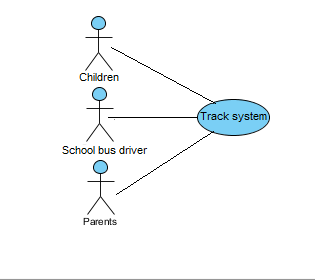 Children
Track system
School bus driver
Parents